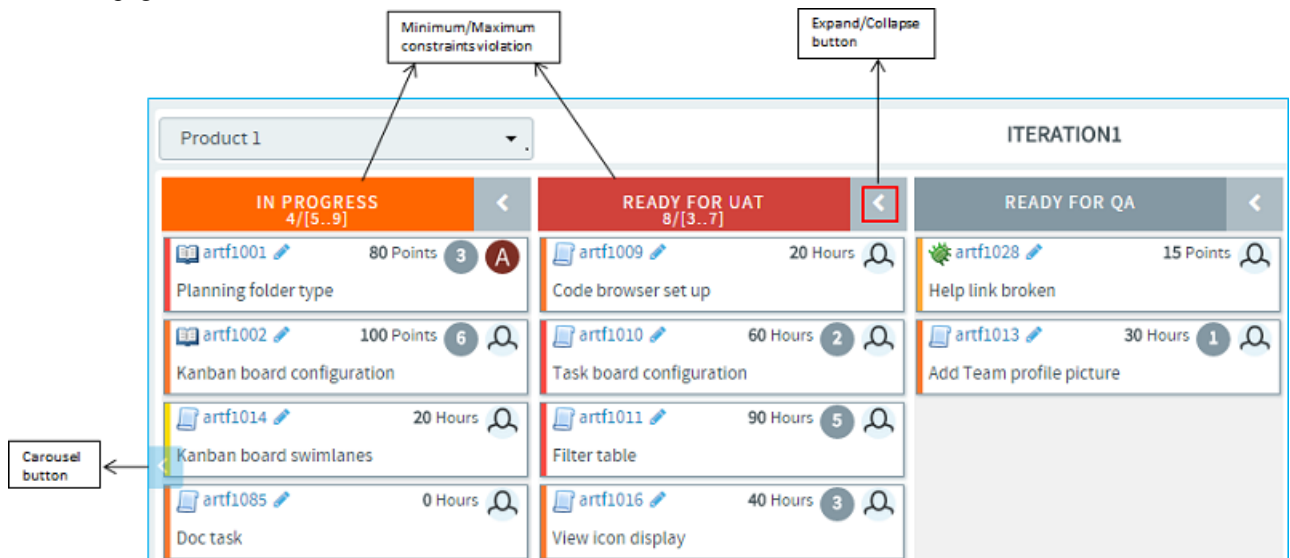 Minimum/Maximum
constraints violation
Expand/Collapse
button
Product 1
ITERATION1
IN PROGRESS
4/[5..9]
READY FOR UAT
8/[3..7]
READY FOR QA
artf1001 80 Points 3 A
Planning folder type
artf1009 20 Hours
Code browser set up
artf1028 15 Points
Help link broken
artf1002 100 Points 6
Kanban board configuration
artf1010 60 Hours 2
Task board configuration
artf1013 30 Hours 1
Add Team profile picture
artf1014 20 Hours
Kanban board swimlanes
artf1011 90 Hours 5
Filter table
Carousel
button
artf1085 0 Hours
Doc task
artf1016 40 Hours 3
View icon display